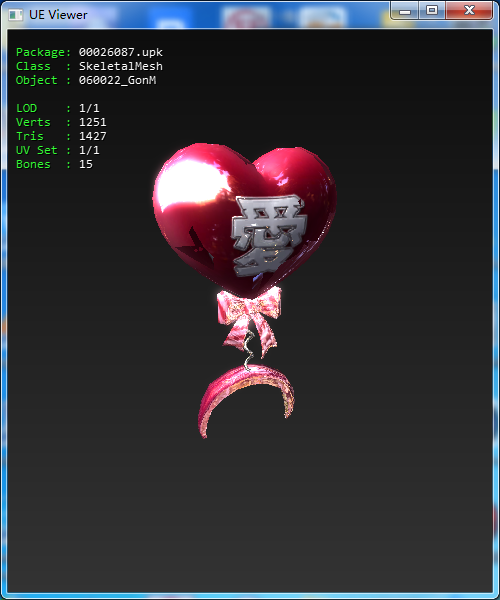 UE Viewer
Package: 00026087.upk
Class : SkeletalMesh
Object : 060022_GonM
LOD : 1/1
Verts : 1251
Tris : 1427
UV Set : 1/1
Bones : 15
愛